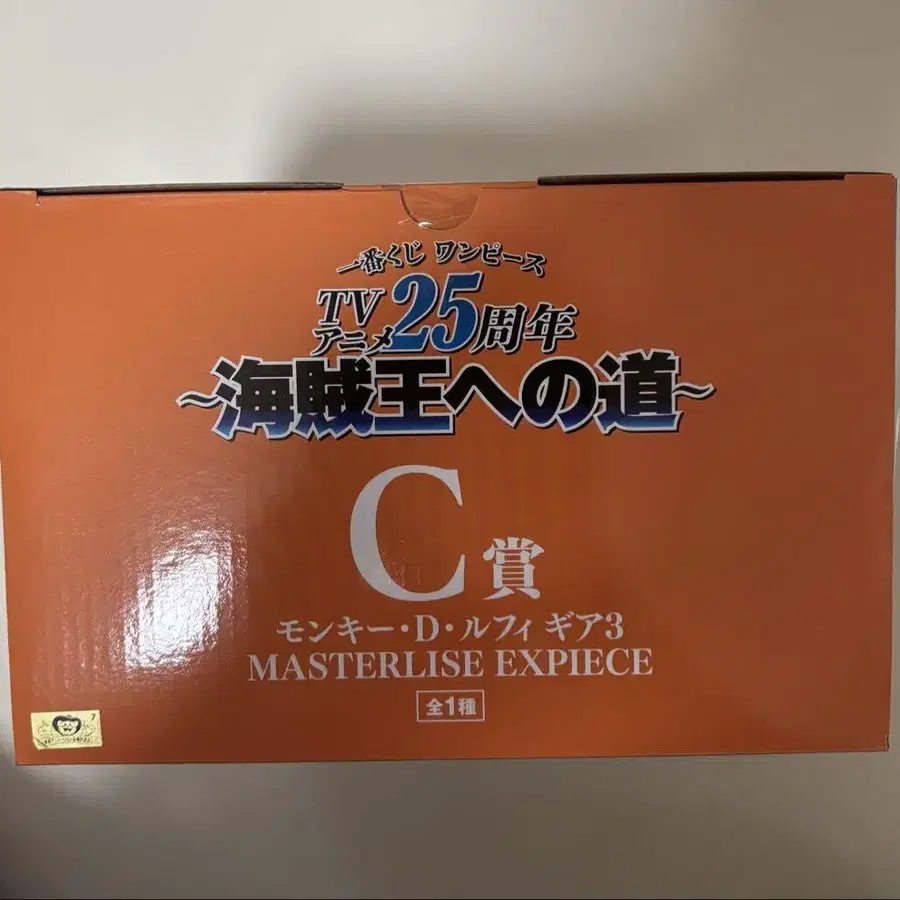 一番くじ ワンピース
TV
アニメ25周年
～海賊王への道～
C賞
モンキー・D・ルフィ ギア3
MASTERLISE EXPIECE
全1種